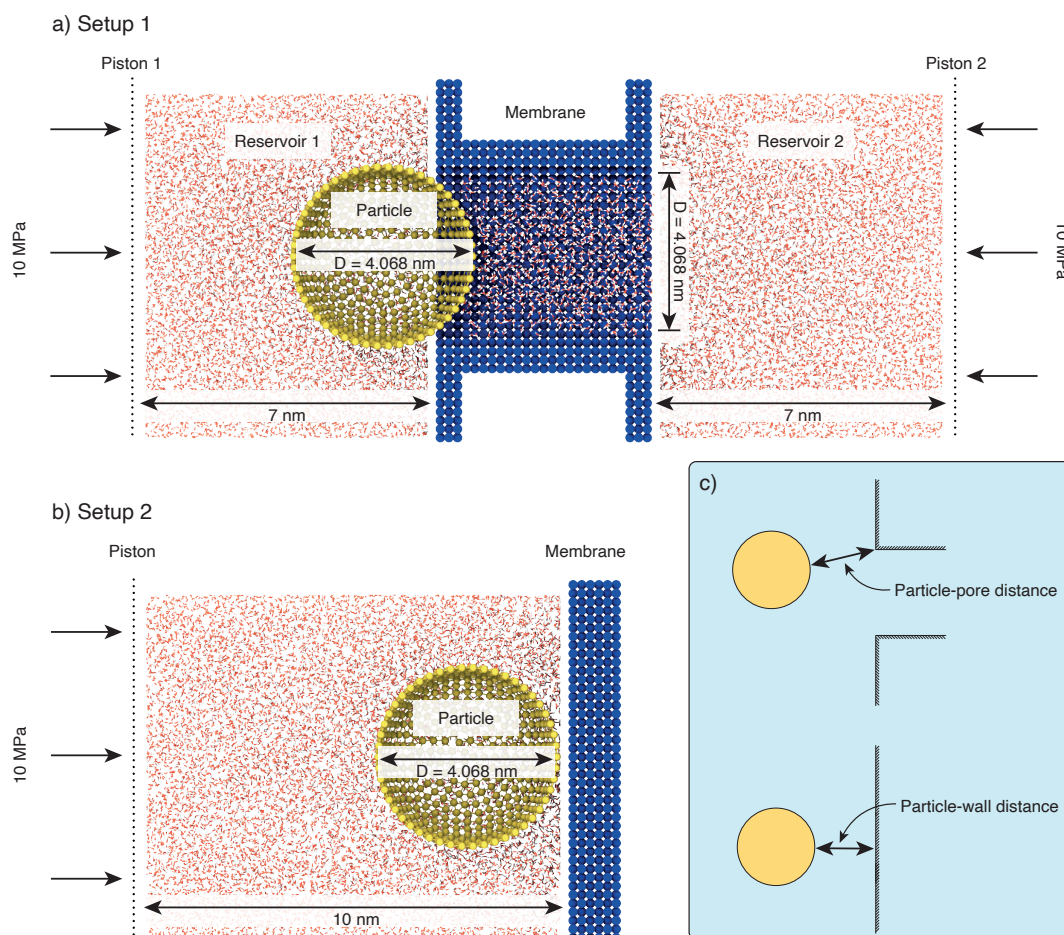 a) Setup 1
Piston 1
Piston 2
Membrane
Reservoir 1
Reservoir 2
Particle
D = 4.068 nm
D = 4.068 nm
10 MPa
10 MPa
7 nm
7 nm
b) Setup 2
Piston
Membrane
Particle
D = 4.068 nm
10 MPa
10 nm
c)
Particle-pore distance
Particle-wall distance